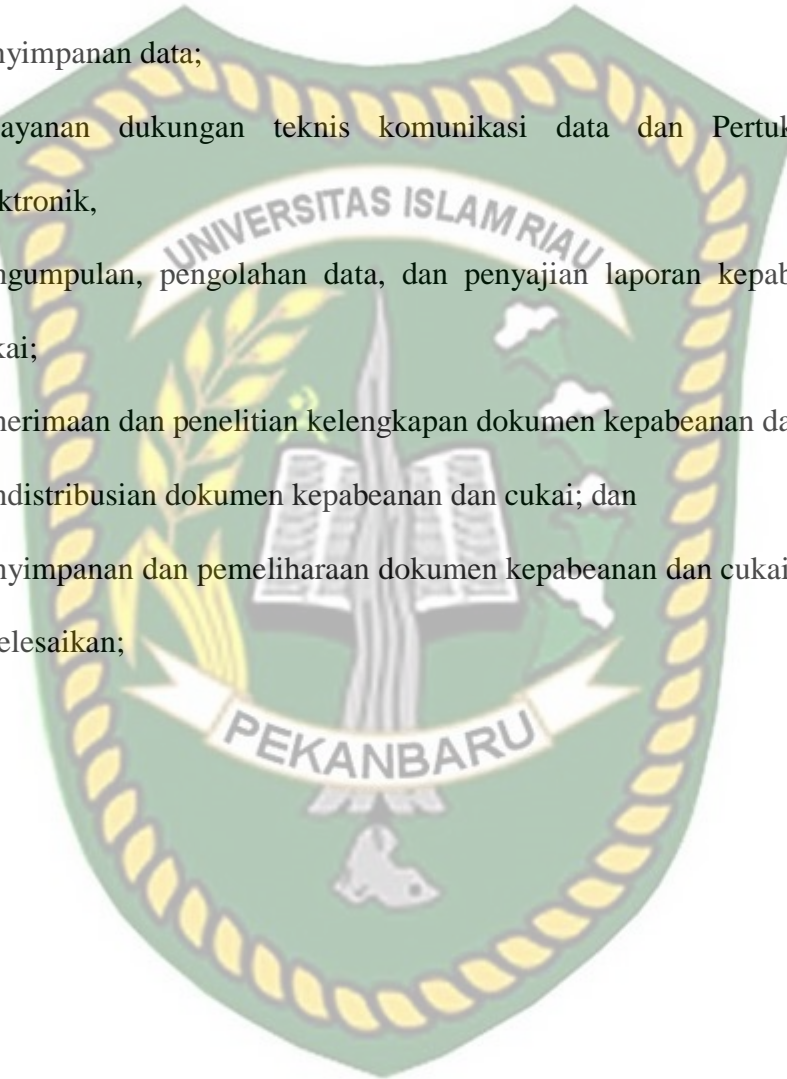 nyimpanan data;
ayanan dukungan teknis komunikasi data dan Pertuk
ktronik,
UNIVERSITAS ISLAM RIAU
ngumpulan, pengolahan data, dan penyajian laporan kepab
kai;
nerimaan dan penelitian kelengkapan dokumen kepabeanan da
ndistribusian dokumen kepabeanan dan cukai; dan
nyimpanan dan pemeliharaan dokumen kepabeanan dan cukai
elesaikan;
PEKANBARU